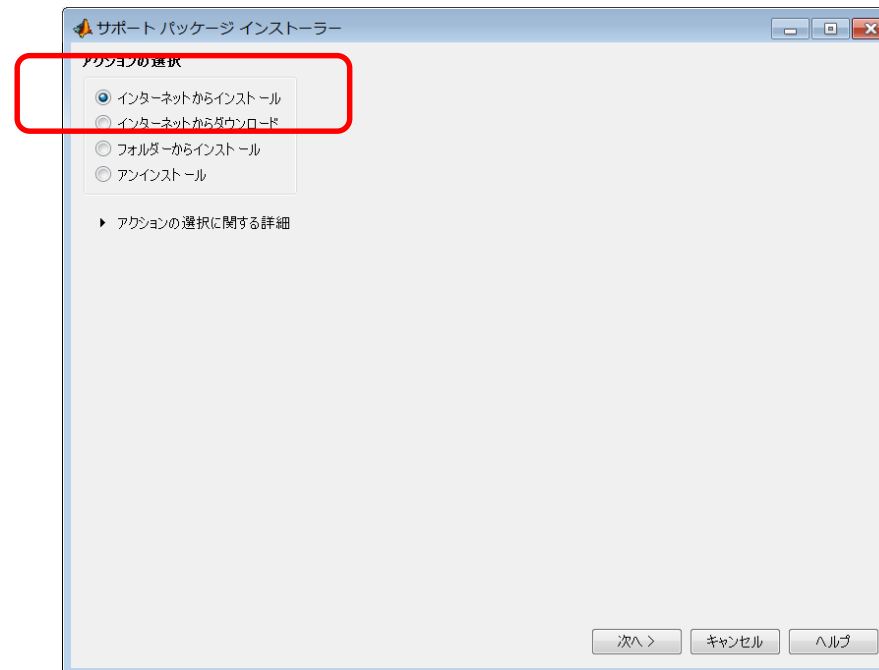 サポート パッケージ インストーラー
アクションの選択
インターネットからインストール
インターネットからダウンロード
フォルダーからインストール
アンインストール
アクションの選択に関する詳細
次へ >
キャンセル
ヘルプ